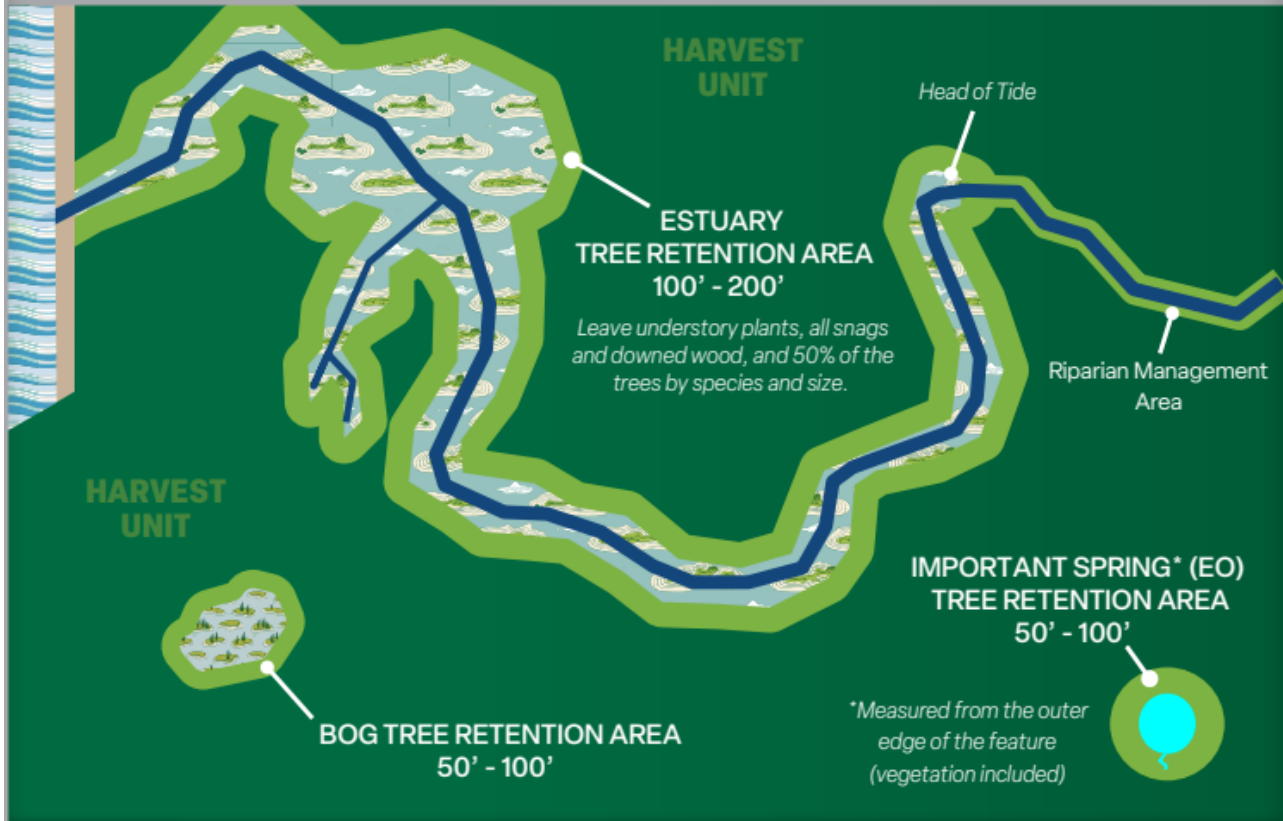 HARVEST
UNIT
Head of Tide
ESTUARY
TREE RETENTION AREA
100’ - 200’
Leave understory plants, all snags
and downed wood, and 50% of the
trees by species and size.
Riparian Management
Area
HARVEST
UNIT
IMPORTANT SPRING* (EO)
TREE RETENTION AREA
50’ - 100’
*Measured from the outer
edge of the feature
(vegetation included)
BOG TREE RETENTION AREA
50’ - 100’